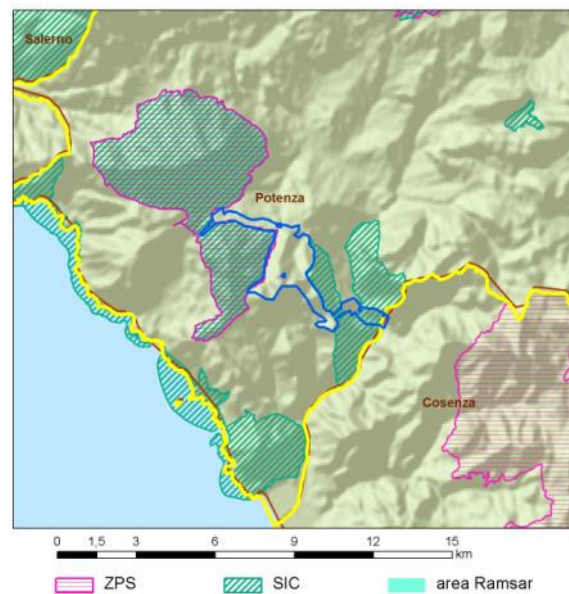 Salerno
Potenza
Cosenza
0 1,5 3 6 9 12 15
km
ZPS SIC area Ramsar